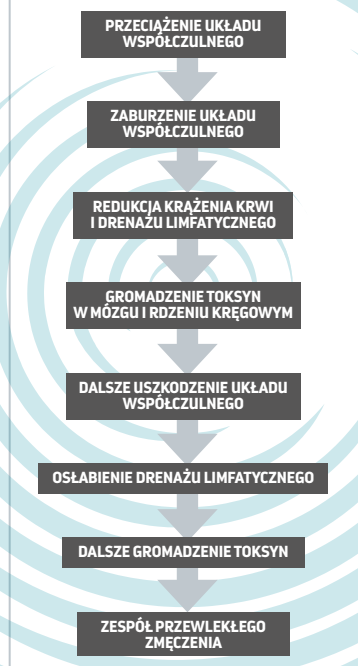 PRZECIĄŻENIE UKŁADU
WSPÓŁCZULNEGO
ZABURZENIE UKŁADU
WSPÓŁCZULNEGO
REDUKCJA KRĄŻENIA KRWI
I DRENAŻU LIMFATYCZNEGO
GROMADZENIE TOKSYN
W MÓZGU I RDZENIU KRĘGOWYM
DALSZE USZKODZENIE UKŁADU
WSPÓŁCZULNEGO
OSŁABIENIE DRENAŻU LIMFATYCZNEGO
DALSZE GROMADZENIE TOKSYN
ZESPÓŁ PRZEWLEKŁEGO
ZMĘCZENIA